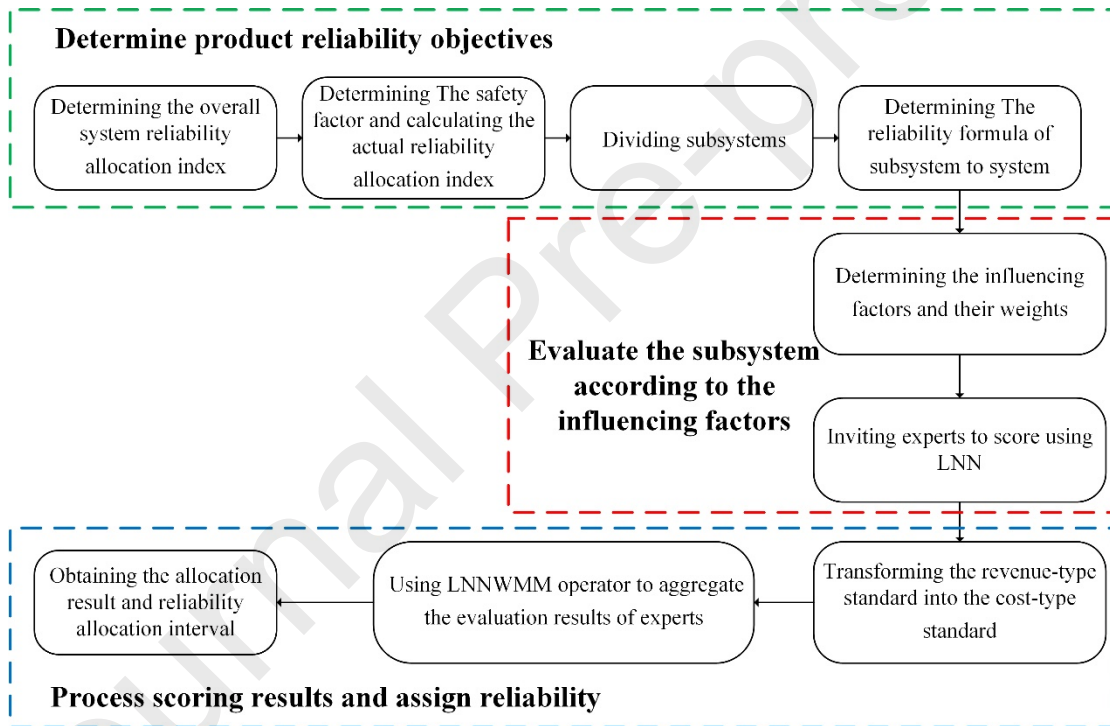 Determine product reliability objectives
Determining the overall
system reliability
allocation index
Determining The safety
factor and calculating the
actual reliability
allocation index
Dividing subsystems
Determining The
reliability formula of
subsystem to system
Determining the influencing
factors and their weights
Evaluate the subsystem
according to the
influencing factors
Inviting experts to score using
LNN
Transforming the revenue-type
standard into the cost-type
standard
Using LNNWMM operator to aggregate
the evaluation results of experts
Obtaining the allocation
result and reliability
allocation interval
Process scoring results and assign reliability
urnal Pre-pr